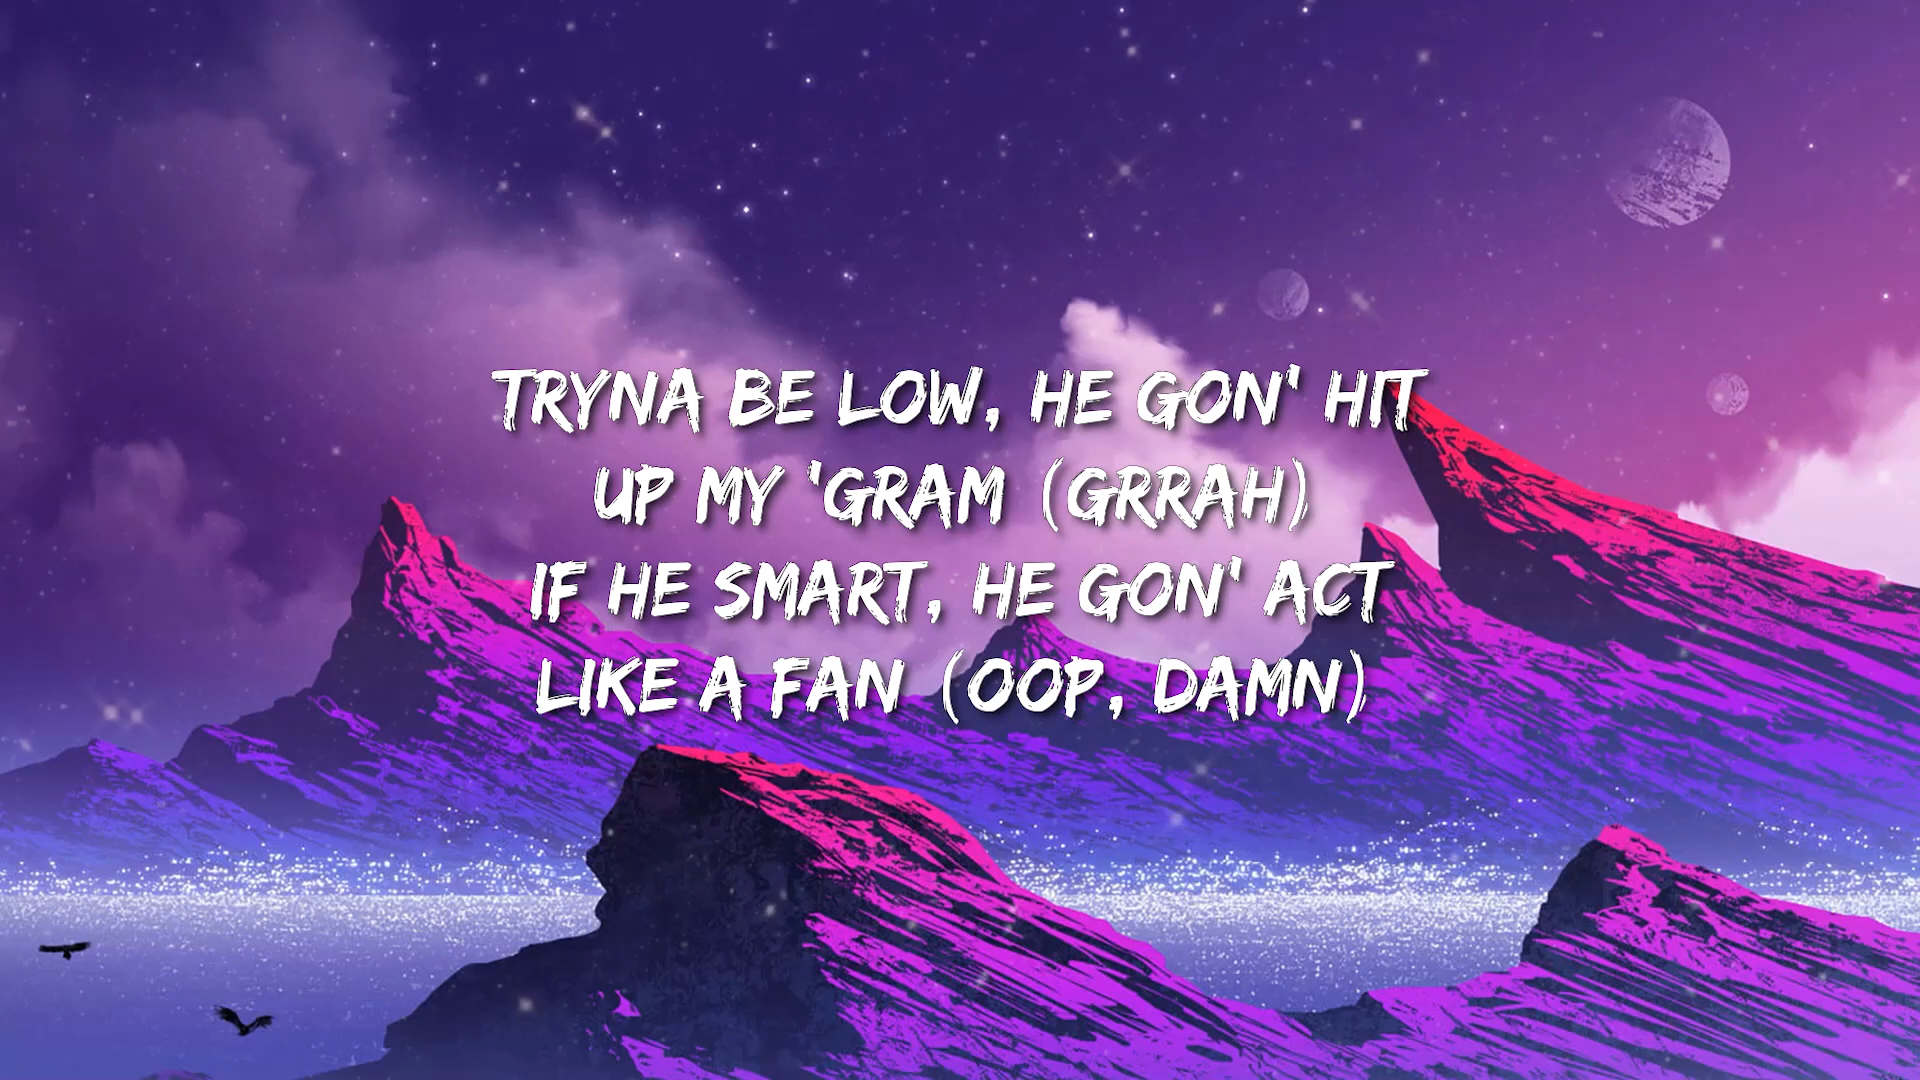 TRYNA BE LOW, HE GON' HIT
UP MY 'GRAM (GRRAH)
IF HE SMART, HE GON' ACT
LIKE A FAN (OOP, DAMN)